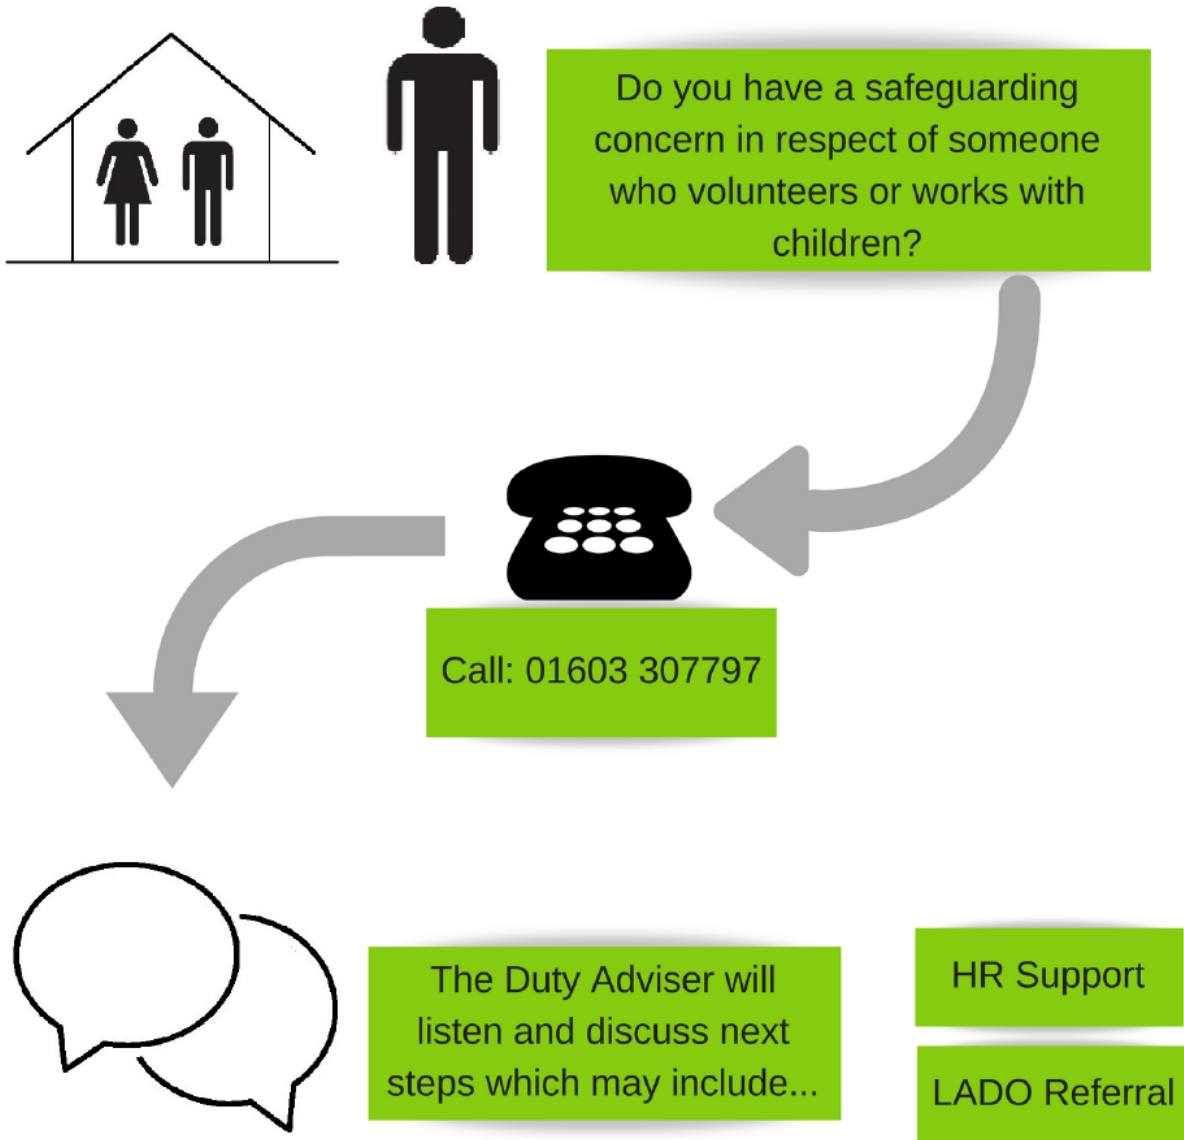 Do you have a safeguarding
concern in respect of someone
who volunteers or works with
children?
Call: 01603 307797
The Duty Adviser will
listen and discuss next
steps which may include...
HR Support
LADO Referral